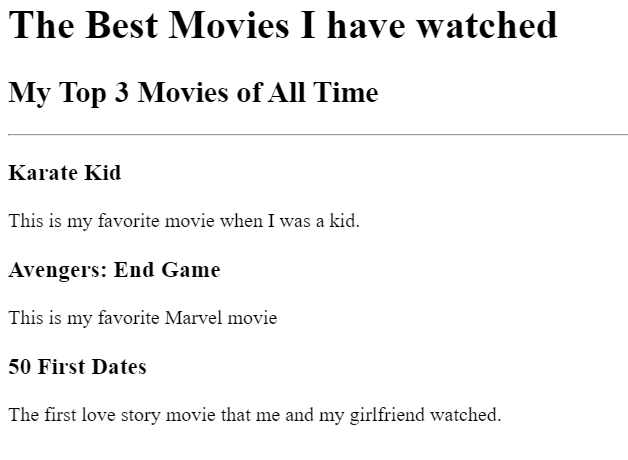 The Best Movies I have watched
My Top 3 Movies of All Time
Karate Kid
This is my favorite movie when I was a kid.
Avengers: End Game
This is my favorite Marvel movie
50 First Dates
The first love story movie that me and my girlfriend watched.